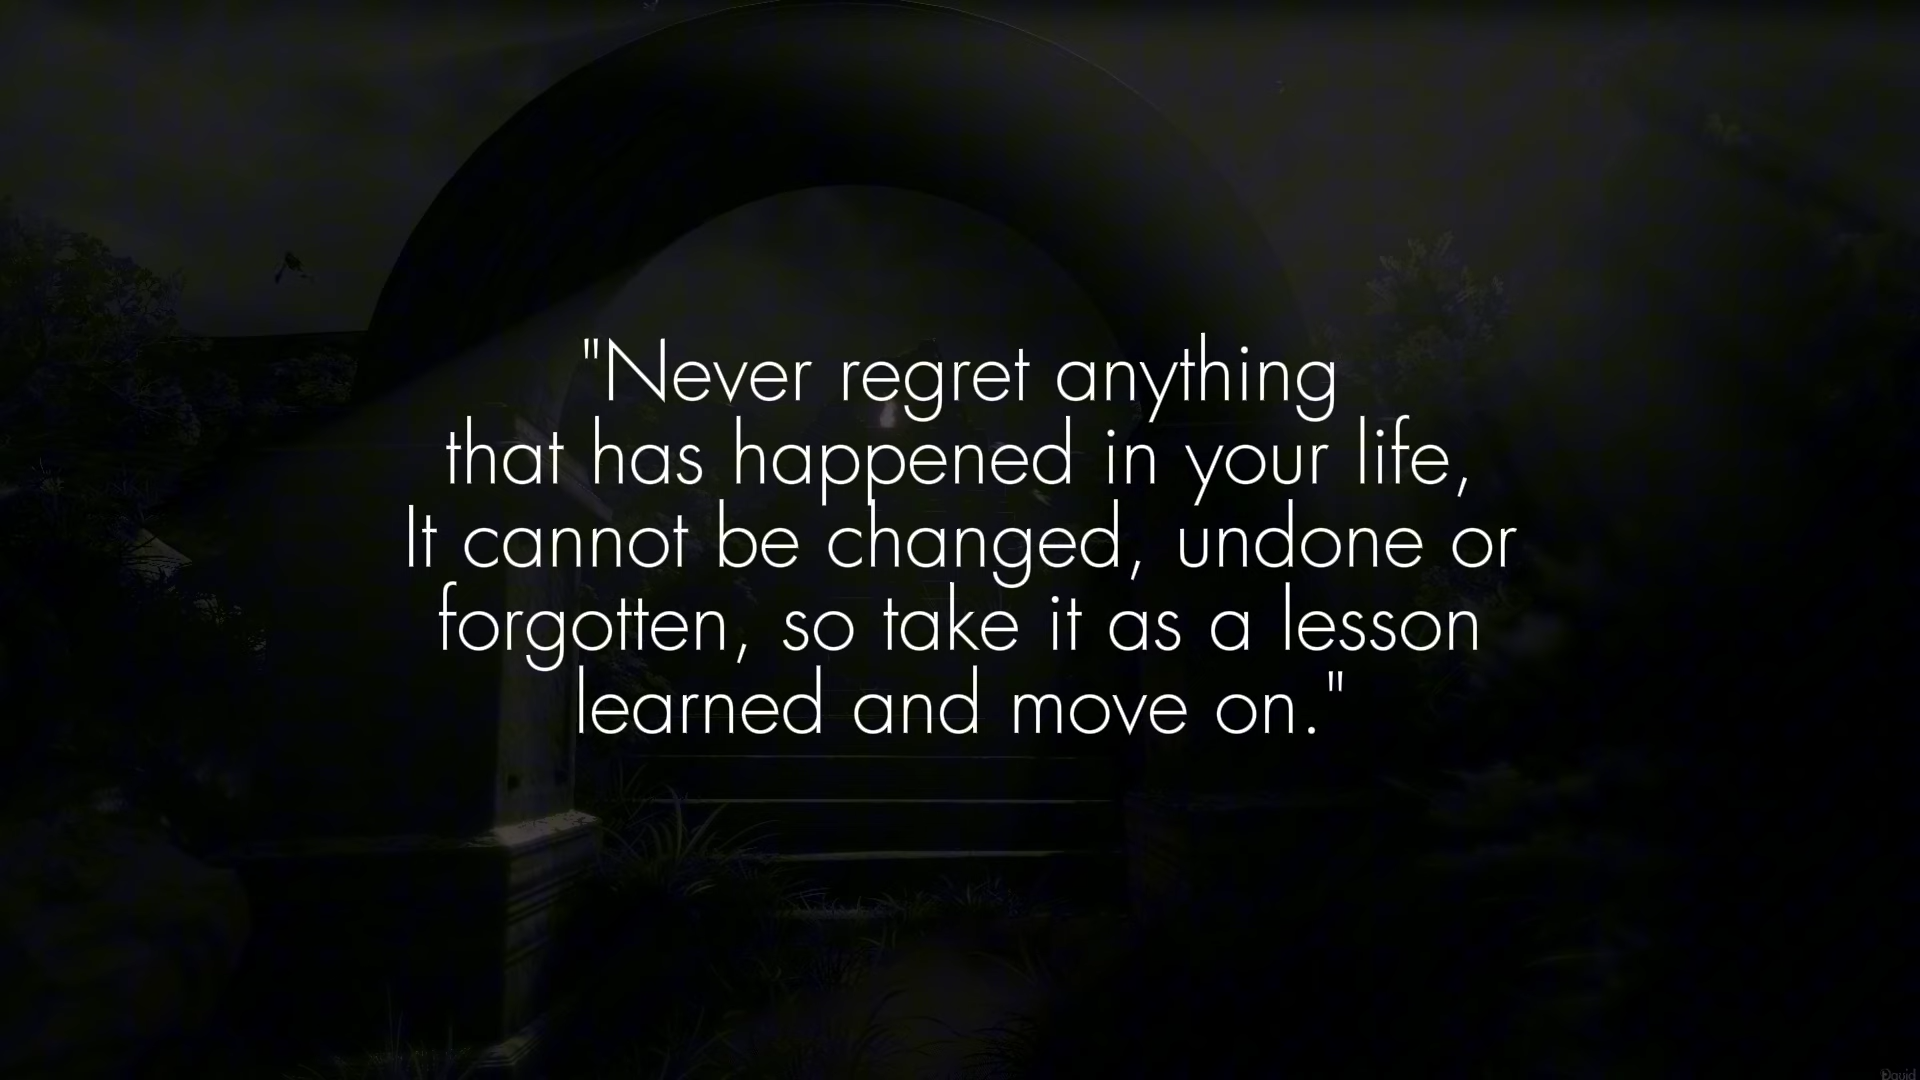 "Never regret anything
that has happened in your life,
It cannot be changed, undone or
forgotten, so take it as a lesson
learned and move on."
David